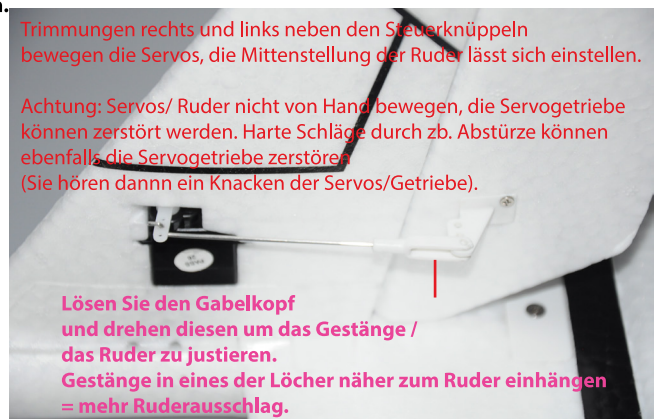 n.
Trimmungen rechts und links neben den Steuerknüppeln
bewegen die Servos, die Mittenstellung der Ruder lässt sich einstellen.
Achtung: Servos/ Ruder nicht von Hand bewegen, die Servogetriebe
können zerstört werden. Harte Schläge durch zb. Abstürze können
ebenfalls die Servogetriebe zerstören
(Sie hören dannn ein Knacken der Servos/Getriebe).
Lösen Sie den Gabelkopf
und drehen diesen um das Gestänge /
das Ruder zu justieren.
Gestänge in eines der Löcher näher zum Ruder einhängen
= mehr Ruderausschlag.